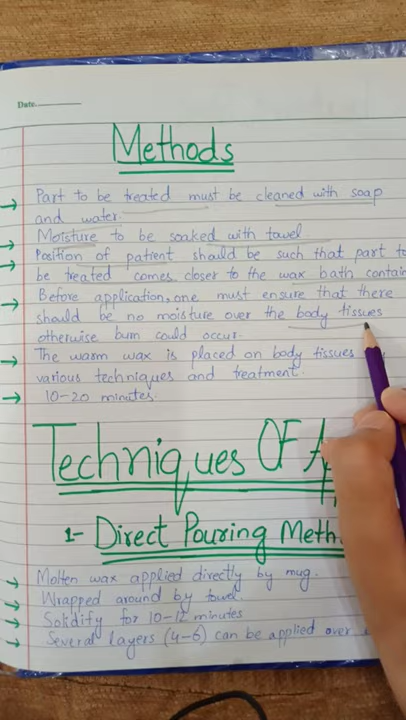 Date.
Methods
→ Part to be treated must be cleaned with soap
and water.
→ Moisture to be soaked with towel.
→ Position of patient should be such that part to
be treated comes closer to the wax bath contain
→ Before application, one must ensure that there
should be no moisture over the body tissues
otherwise burn could occur.
→ The warm wax is placed on body tissues
various techniques and treatment.
→ 10-20 minutes.
Techniques OF
1- Direct Pouring Meth
→ Molten wax applied directly by mug.
→ Wrapped around by towel.
→ Solidify for 10-12 minutes
→ Several layers (4-6) can be applied over